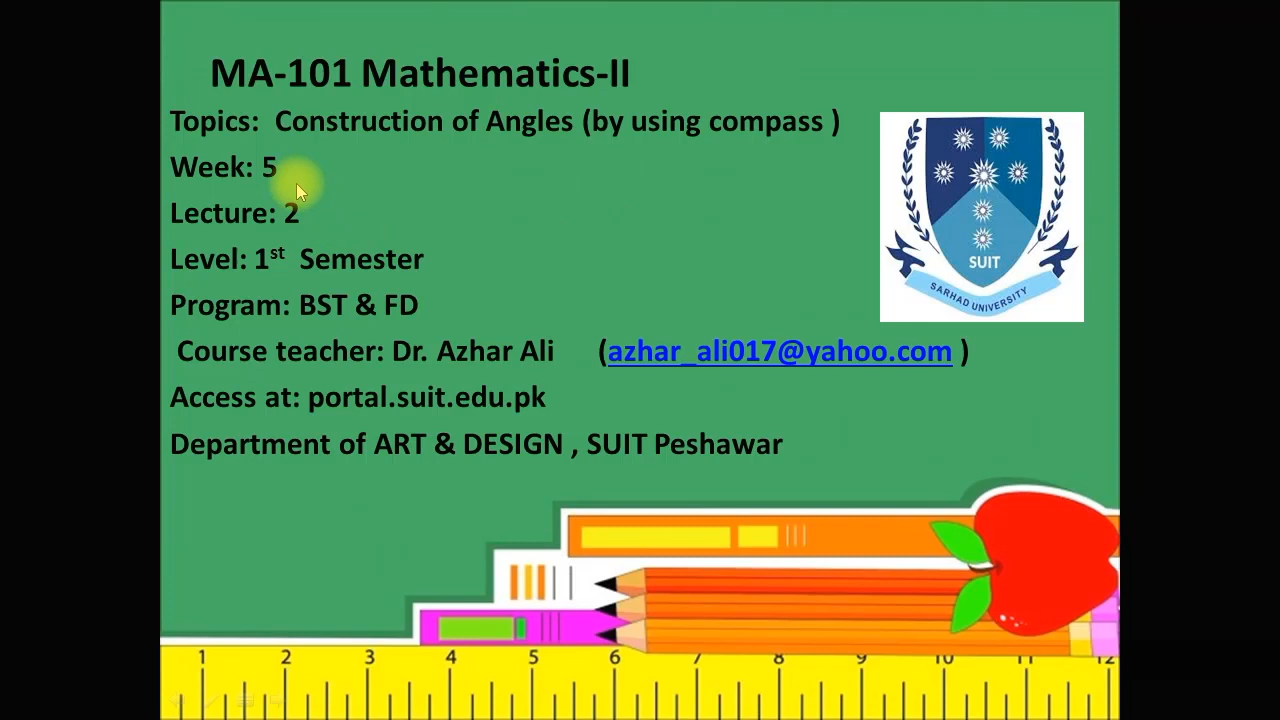 MA-101 Mathematics-II
Topics: Construction of Angles (by using compass )
Week: 5
Lecture: 2
Level: 1st Semester
Program: BST & FD
Course teacher: Dr. Azhar Ali (azhar_ali017@yahoo.com )
Access at: portal.suit.edu.pk
Department of ART & DESIGN , SUIT Peshawar
SUIT
SARHAD UNIVERSITY
1 2 3 4 5 6 7 8 9 10 11 12